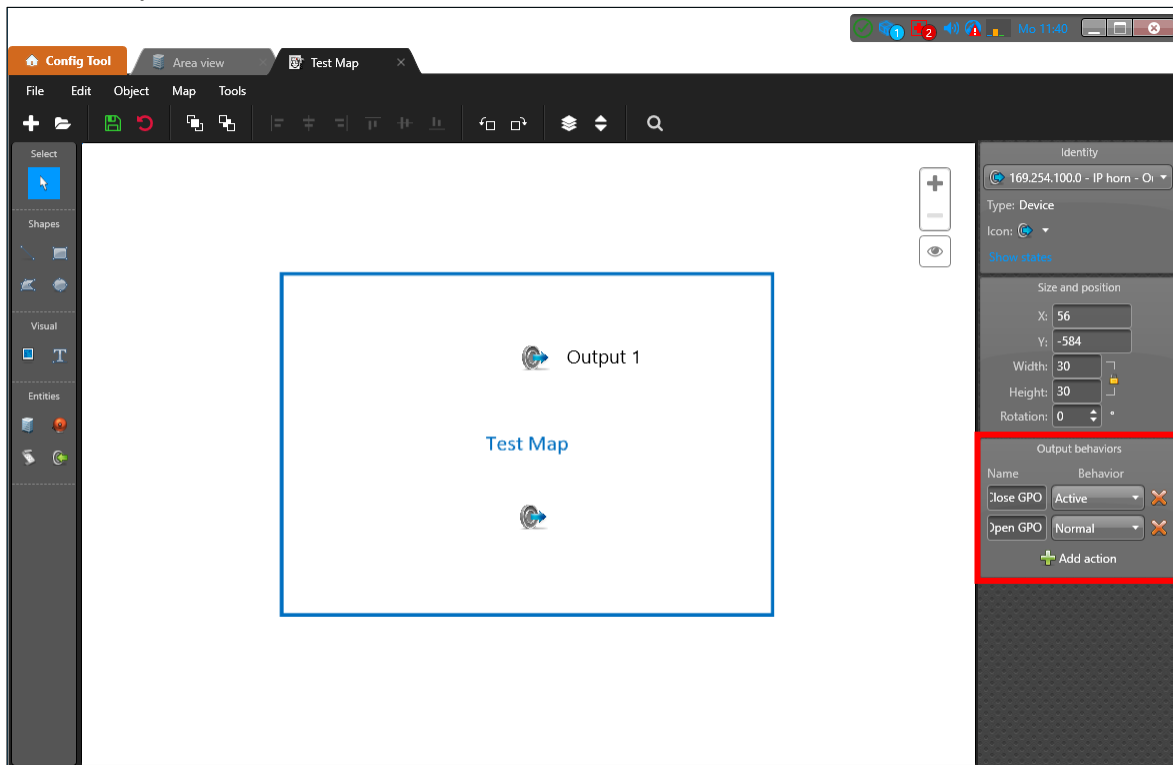 1
2
Mo 11:40
Config Tool
Area view
Test Map
File Edit Object Map Tools
Select
Shapes
Visual
Entities
Output 1
Test Map
Identity
169.254.100.0 - IP horn -
Type: Device
Icon:
Show states
Size and position
X: 56
Y: -584
Width: 30
Height: 30
Rotation: 0 °
Output behaviors
Name Behavior
Close GPO Active
Open GPO Normal
Add action